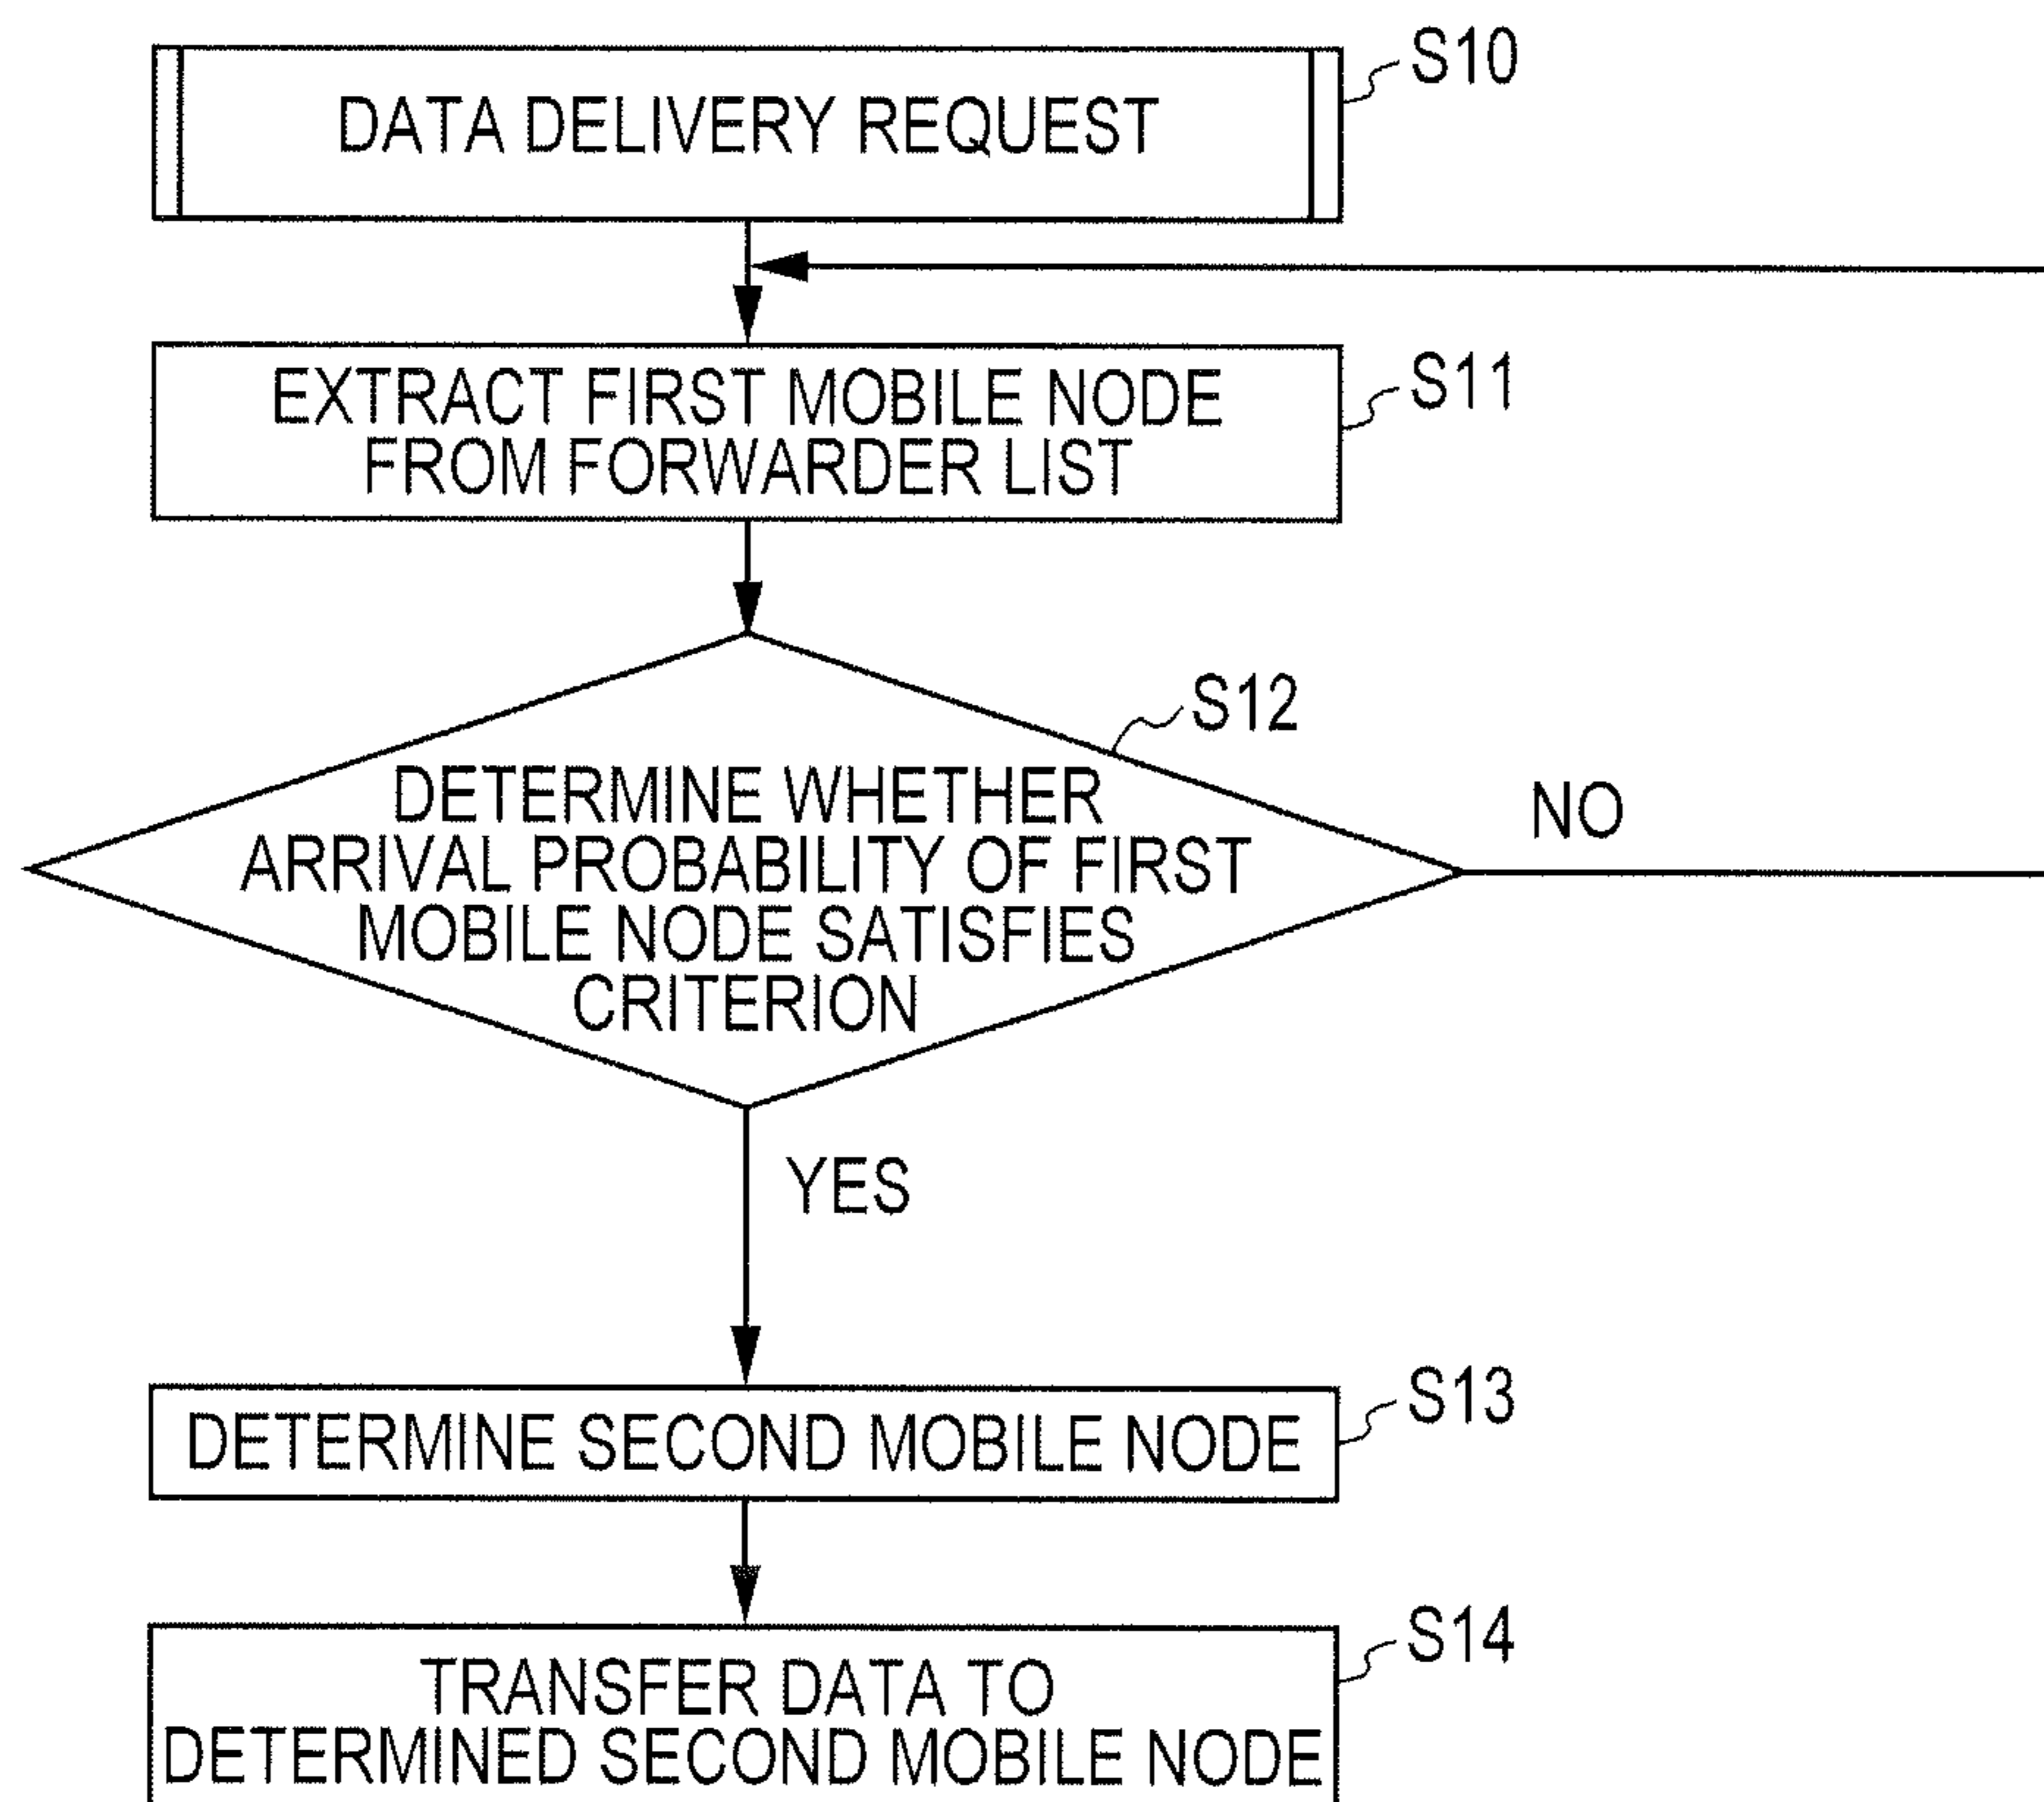 DATA DELIVERY REQUEST
S10
EXTRACT FIRST MOBILE NODE
FROM FORWARDER LIST
S11
S12
DETERMINE WHETHER
ARRIVAL PROBABILITY OF FIRST
MOBILE NODE SATISFIES
CRITERION
NO
YES
DETERMINE SECOND MOBILE NODE
S13
TRANSFER DATA TO
DETERMINED SECOND MOBILE NODE
S14